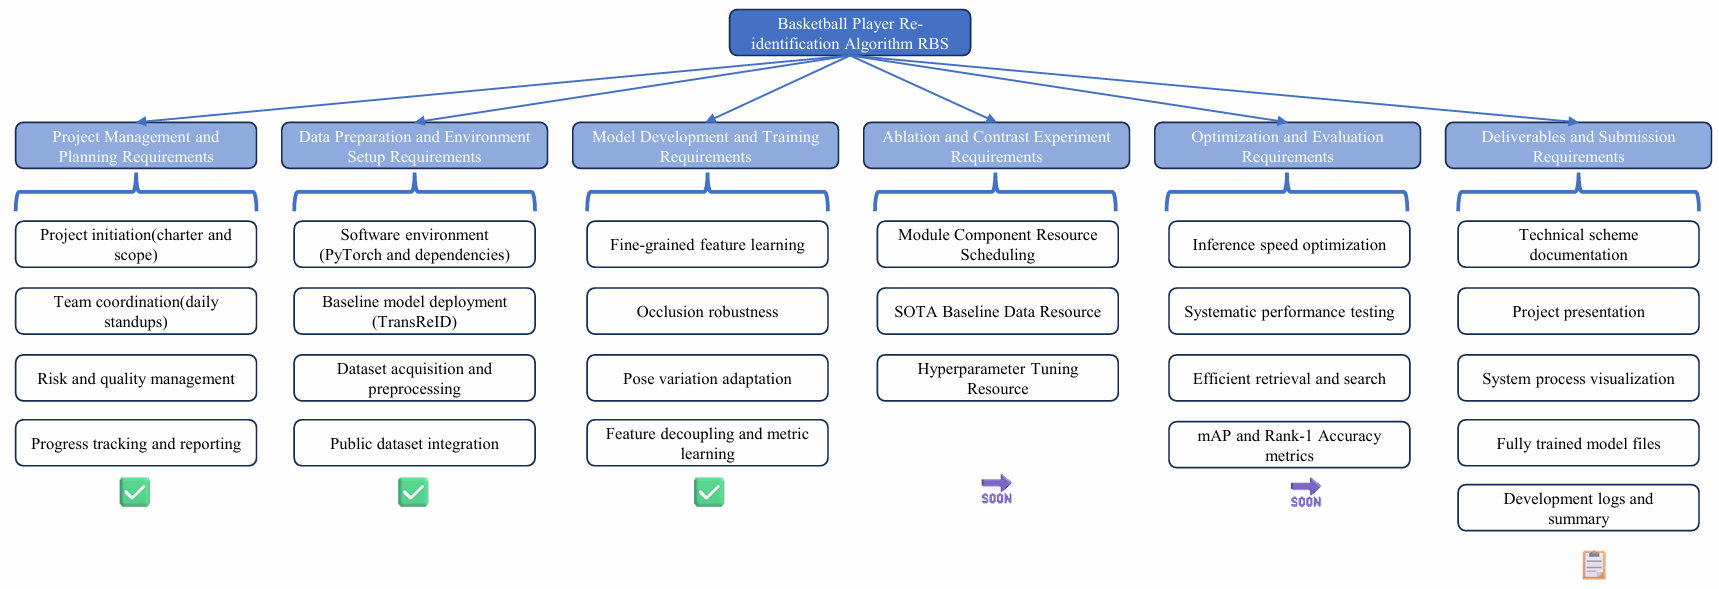 Basketball Player Re-
identification Algorithm RBS
Project Management and
Planning Requirements
Data Preparation and Environment
Setup Requirements
Model Development and Training
Requirements
Ablation and Contrast Experiment
Requirements
Optimization and Evaluation
Requirements
Deliverables and Submission
Requirements
Project initiation(charter and
scope)
Team coordination(daily
standups)
Risk and quality management
Progress tracking and reporting
Software environment
(PyTorch and dependencies)
Baseline model deployment
(TransReID)
Dataset acquisition and
preprocessing
Public dataset integration
Fine-grained feature learning
Occlusion robustness
Pose variation adaptation
Feature decoupling and metric
learning
Module Component Resource
Scheduling
SOTA Baseline Data Resource
Hyperparameter Tuning
Resource
SOON
Inference speed optimization
Systematic performance testing
Efficient retrieval and search
mAP and Rank-1 Accuracy
metrics
SOON
Technical scheme
documentation
Project presentation
System process visualization
Fully trained model files
Development logs and
summary